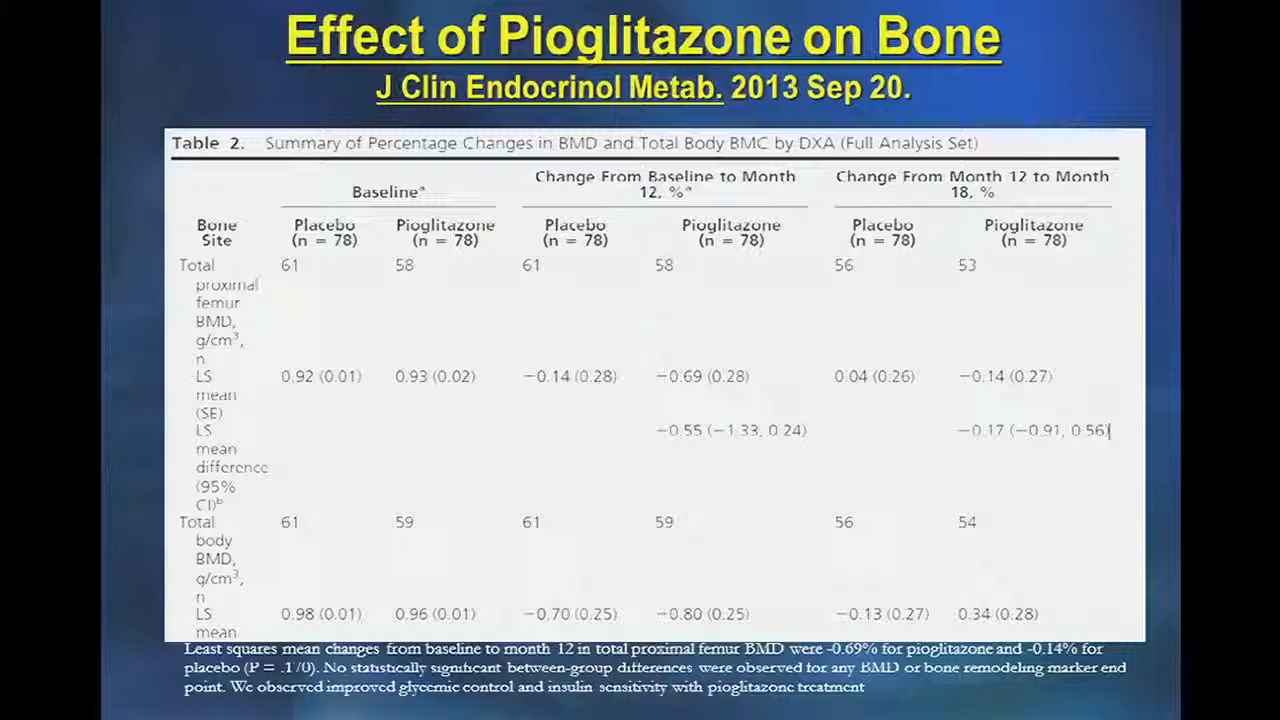 Effect of Pioglitazone on Bone
J Clin Endocrinol Metab. 2013 Sep 20.
Table 2. Summary of Percentage Changes in BMD and Total Body BMC by DXA (Full Analysis Set)
Baselineᵃ Change From Baseline to Month 12, %ᵃ Change From Month 12 to Month 18, %
Bone Site Placebo (n = 78) Pioglitazone (n = 78) Placebo (n = 78) Pioglitazone (n = 78) Placebo (n = 78) Pioglitazone (n = 78)
Total 61 58 61 58 56 53
proximal
femur
BMD,
g/cm³,
n
LS 0.92 (0.01) 0.93 (0.02) −0.14 (0.28) −0.69 (0.28) 0.04 (0.26) −0.14 (0.27)
mean
(SE)
LS −0.55 (−1.33, 0.24) −0.17 (−0.91, 0.56)
mean
difference
(95%
CI)ᵇ
Total 61 59 61 59 56 54
body
BMD,
g/cm³,
n
LS 0.98 (0.01) 0.96 (0.01) −0.70 (0.25) −0.80 (0.25) −0.13 (0.27) 0.34 (0.28)
mean
Least squares mean changes from baseline to month 12 in total proximal femur BMD were -0.69% for pioglitazone and -0.14% for
placebo (P = .170). No statistically significant between-group differences were observed for any BMD or bone remodeling marker end
point. We observed improved glycemic control and insulin sensitivity with pioglitazone treatment